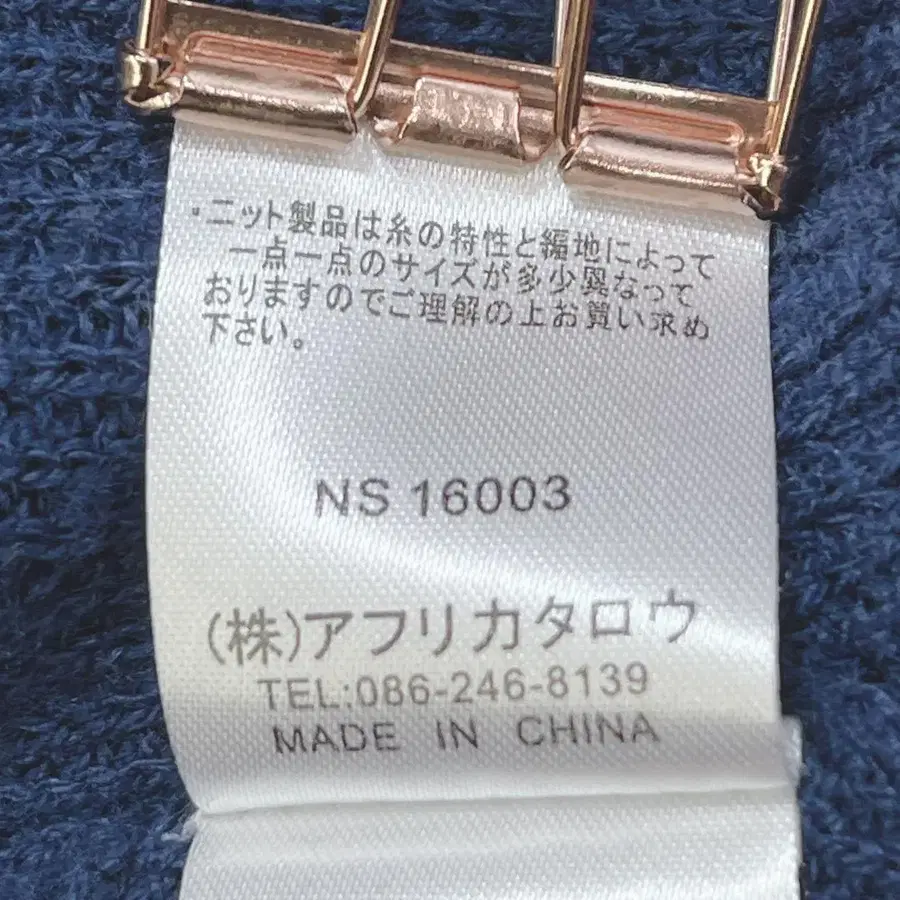 ・ニット製品は糸の特性と編地によって
一点一点のサイズが多少異なって
おりますのでご理解の上お買い求め
下さい。
NS 16003
(株)アフリカタロウ
TEL:086-246-8139
MADE IN CHINA